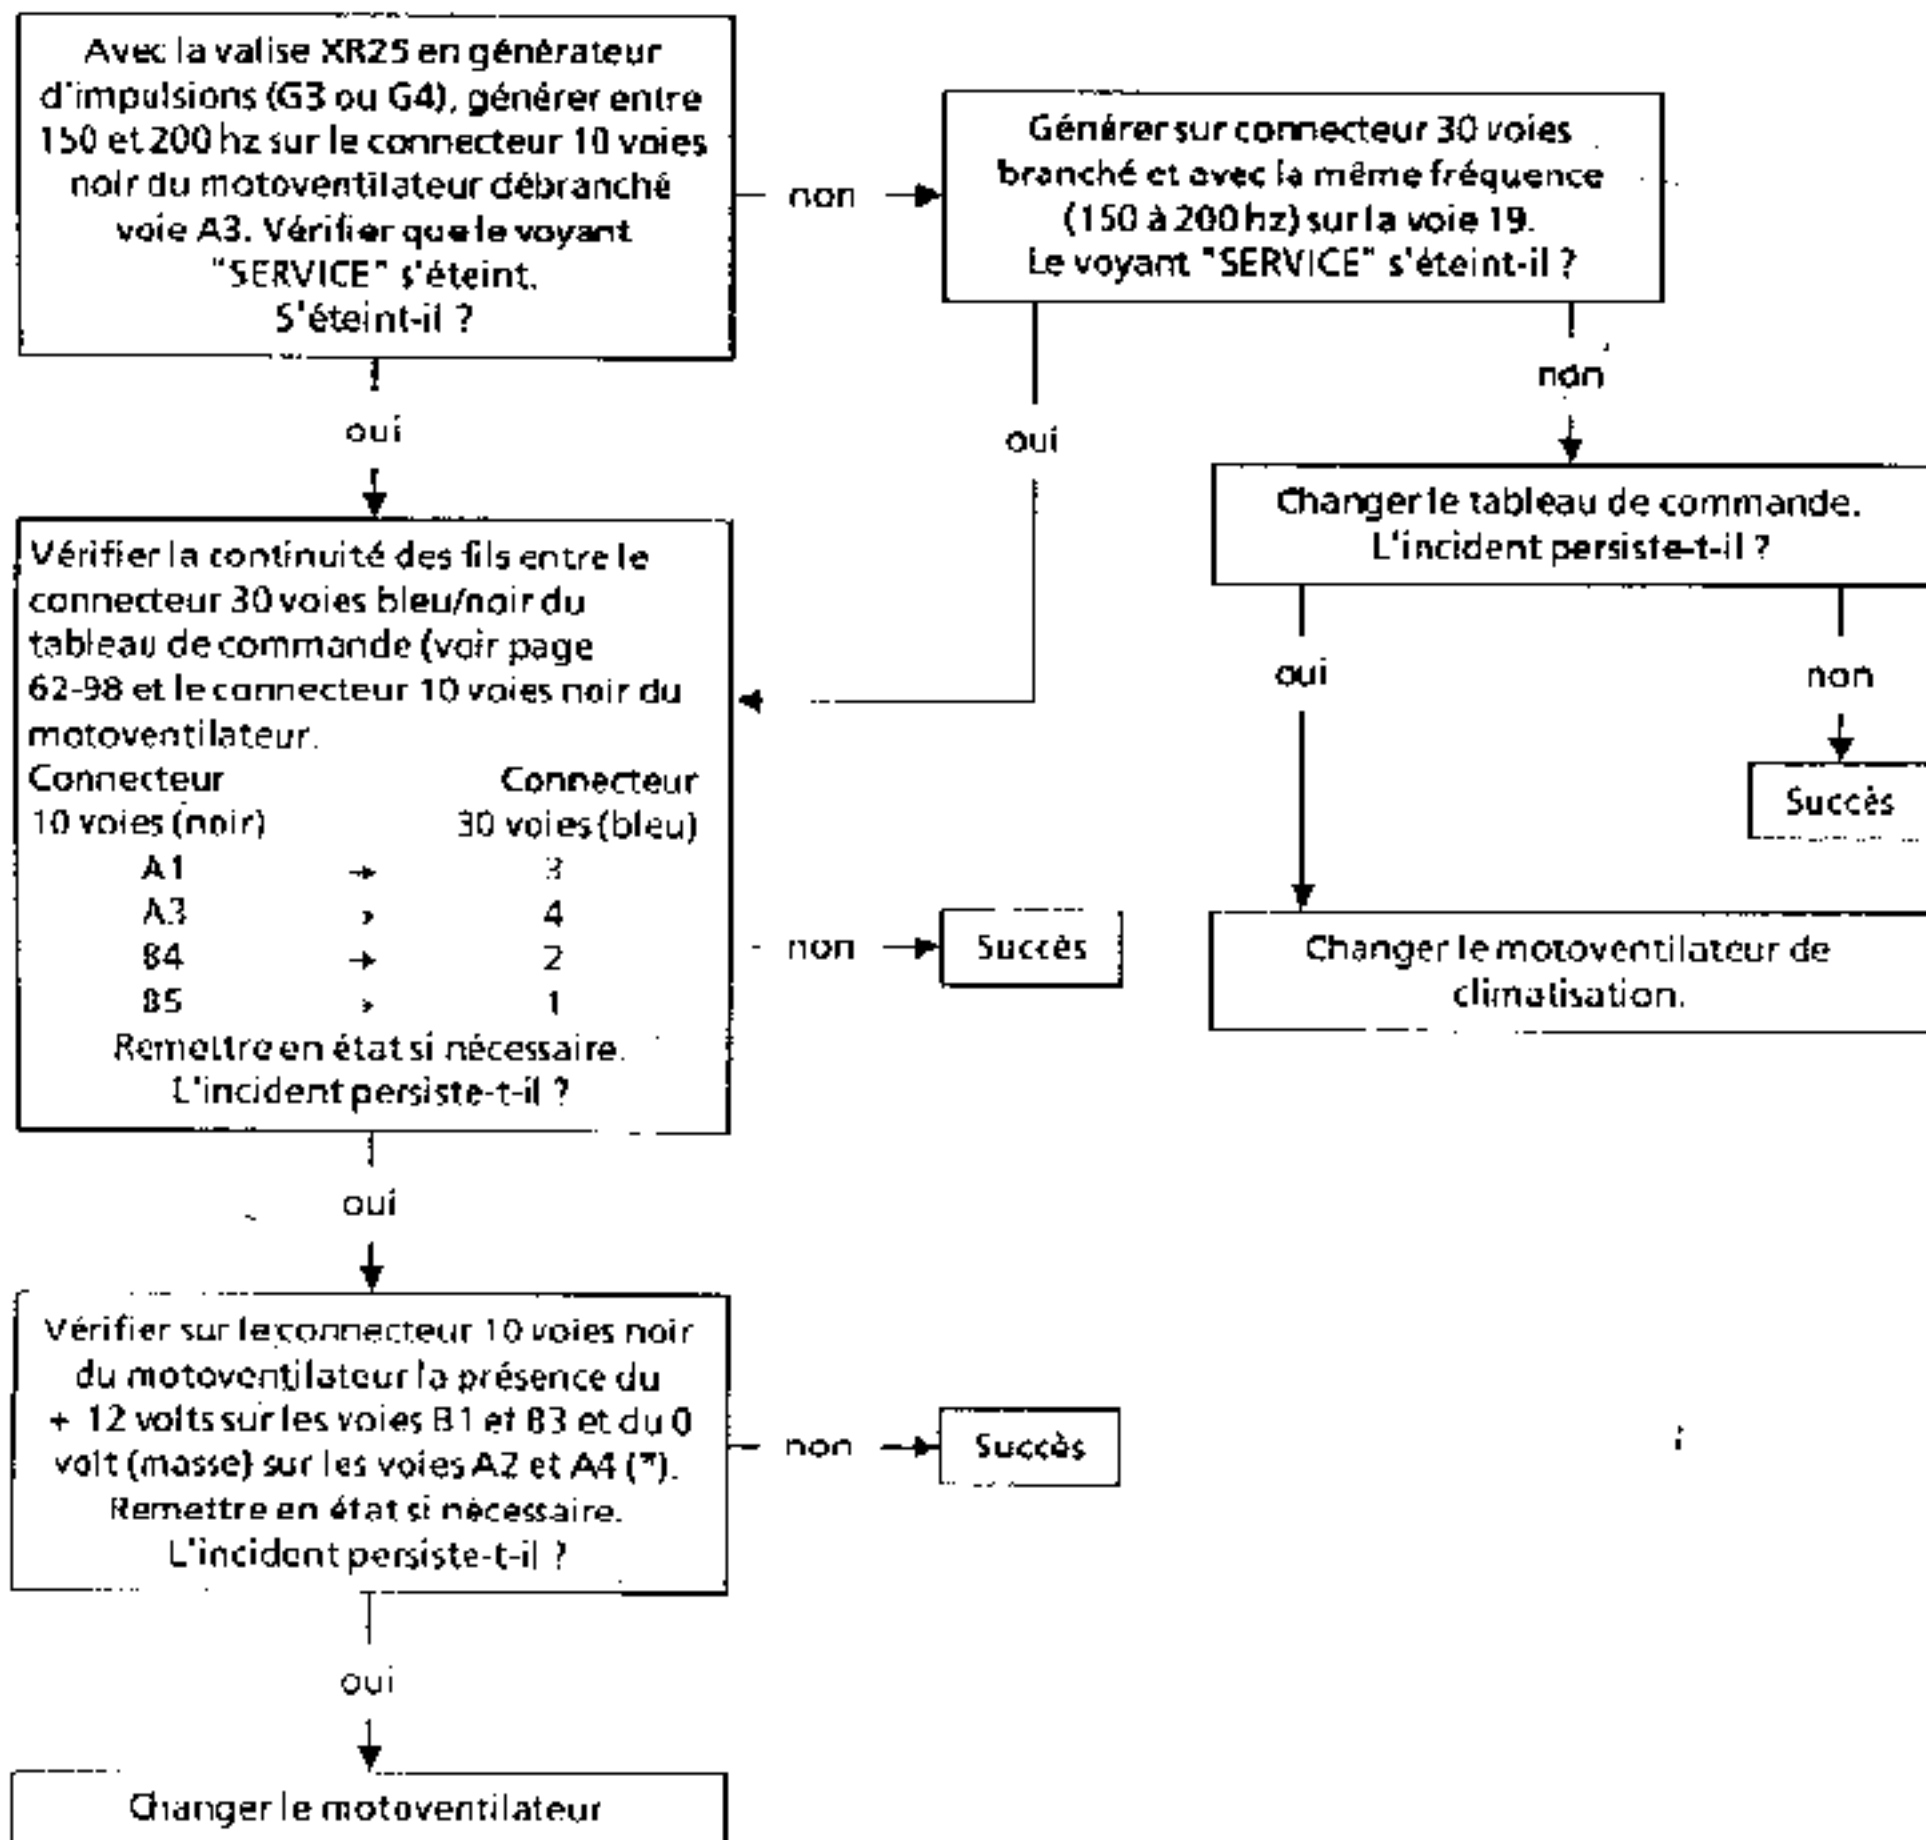 Avec la valise XR25 en générateur
d'impulsions (G3 ou G4), générer entre
150 et 200 hz sur le connecteur 10 voies
noir du motoventilateur débranché
voie A3. Vérifier que le voyant
"SERVICE" s'éteint.
S'éteint-il ?
non
Générer sur connecteur 30 voies
branché et avec la même fréquence
(150 à 200 hz) sur la voie 19.
Le voyant "SERVICE" s'éteint-il ?
oui
oui
non
Changer le tableau de commande.
L'incident persiste-t-il ?
oui
non
Succès
Changer le motoventilateur de
climatisation.
Vérifier la continuité des fils entre le
connecteur 30 voies bleu/noir du
tableau de commande (voir page
62-98 et le connecteur 10 voies noir du
motoventilateur.
Connecteur Connecteur
10 voies (noir) 30 voies (bleu)
A1 → 3
A3 → 4
B4 → 2
B5 → 1
Remettre en état si nécessaire.
L'incident persiste-t-il ?
non
Succès
oui
Vérifier sur le connecteur 10 voies noir
du motoventilateur la présence du
+ 12 volts sur les voies B1 et B3 et du 0
volt (masse) sur les voies A2 et A4 (*).
Remettre en état si nécessaire.
L'incident persiste-t-il ?
non
Succès
oui
Changer le motoventilateur